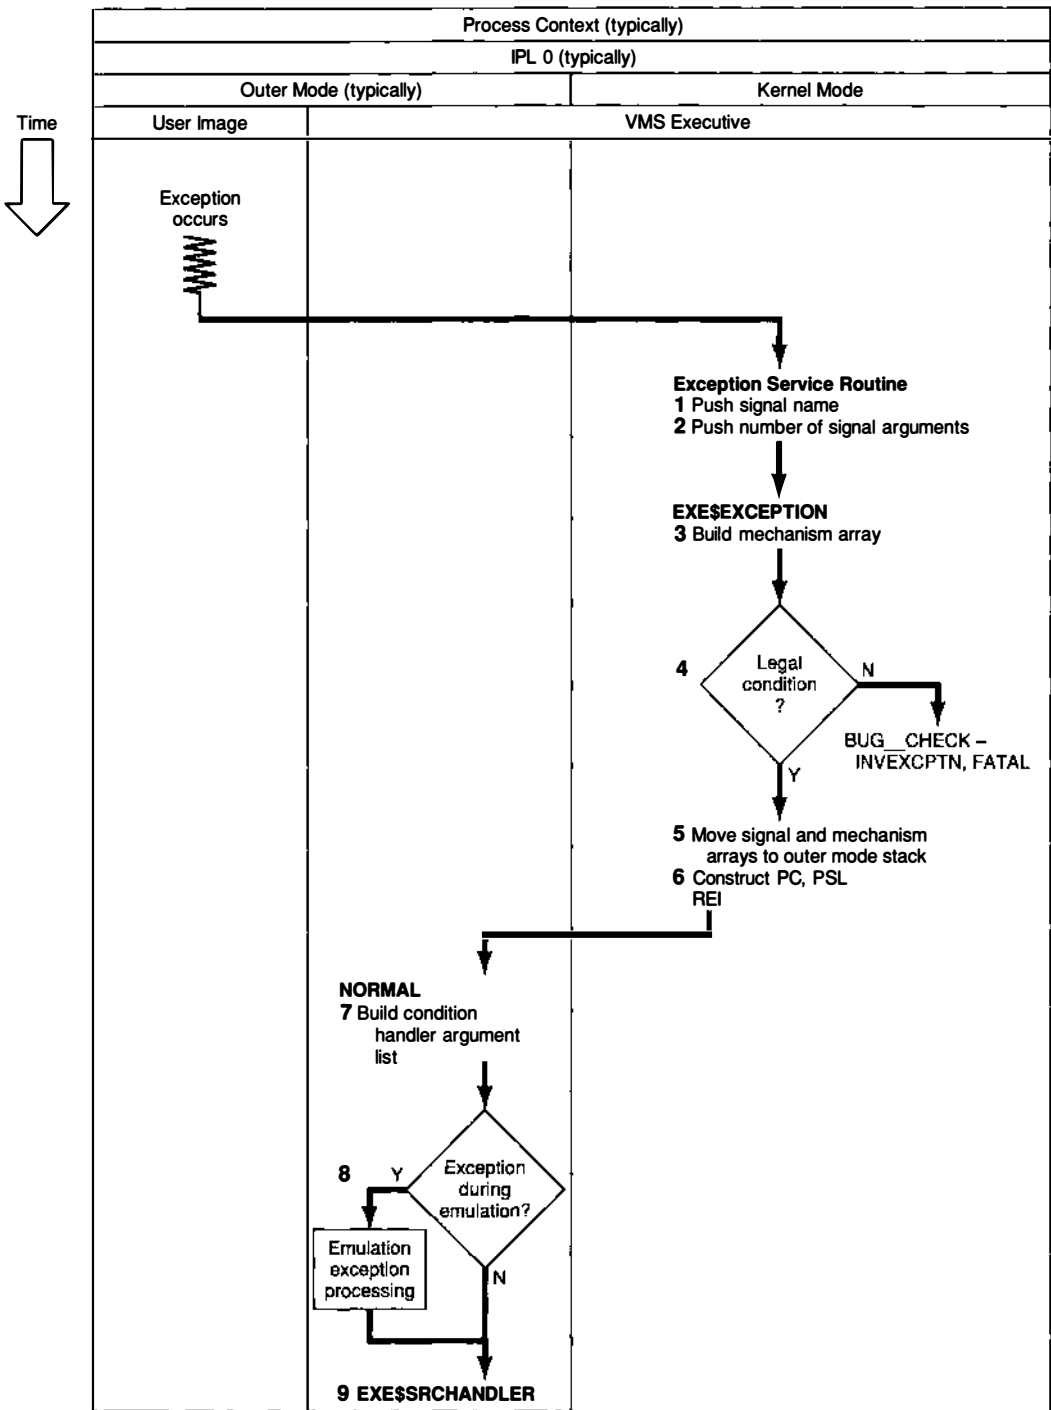 Process Context (typically)
IPL 0 (typically)
Outer Mode (typically)
Kernel Mode
Time
User Image
VMS Executive
Exception
occurs
Exception Service Routine
1 Push signal name
2 Push number of signal arguments
EXE$EXCEPTION
3 Build mechanism array
4
Legal
condition
?
N
BUG__CHECK –
INVEXCPTN, FATAL
Y
5 Move signal and mechanism
arrays to outer mode stack
6 Construct PC, PSL
REI
NORMAL
7 Build condition
handler argument
list
8
Y
Exception
during
emulation?
Emulation
exception
processing
N
9 EXE$SRCHANDLER